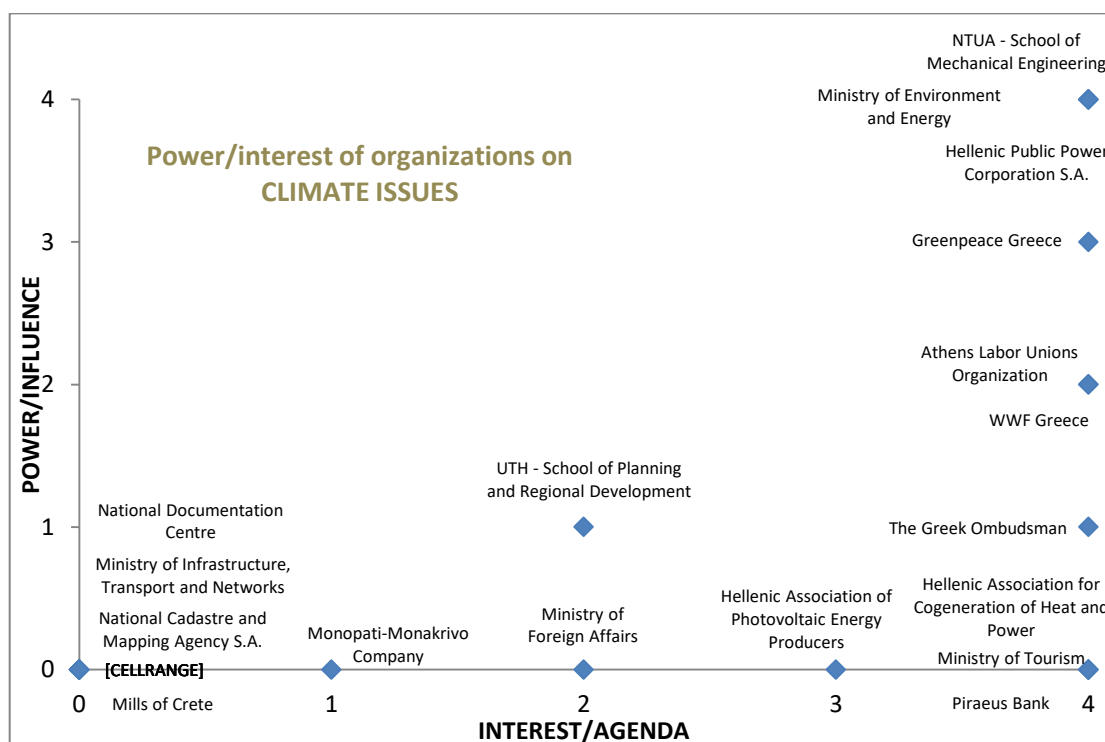 NTUA - School of
Mechanical Engineering
4
Ministry of Environment
and Energy
Power/interest of organizations on
CLIMATE ISSUES
Hellenic Public Power
Corporation S.A.
3
Greenpeace Greece
POWER/INFLUENCE
Athens Labor Unions
Organization
2
WWF Greece
UTH - School of Planning
and Regional Development
National Documentation
Centre
1
The Greek Ombudsman
Ministry of Infrastructure,
Transport and Networks
National Cadastre and
Mapping Agency S.A.
Monopati-Monakrivo
Company
Ministry of
Foreign Affairs
Hellenic Association of
Photovoltaic Energy
Producers
Hellenic Association for
Cogeneration of Heat and
Power
Ministry of Tourism
0
[CELLRANGE]
0
Mills of Crete
1
2
3
Piraeus Bank
4
INTEREST/AGENDA